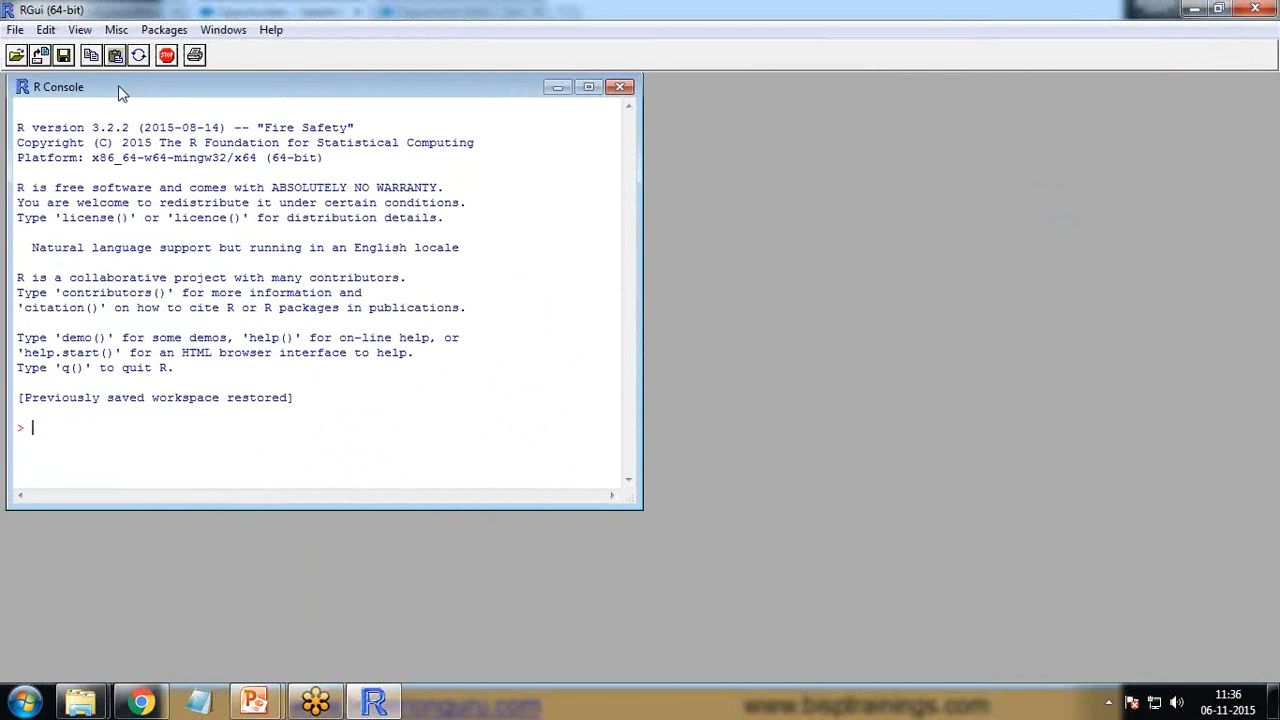 RGui (64-bit)
File Edit View Misc Packages Windows Help
STOP
R Console
R version 3.2.2 (2015-08-14) -- "Fire Safety"
Copyright (C) 2015 The R Foundation for Statistical Computing
Platform: x86_64-w64-mingw32/x64 (64-bit)
R is free software and comes with ABSOLUTELY NO WARRANTY.
You are welcome to redistribute it under certain conditions.
Type 'license()' or 'licence()' for distribution details.
Natural language support but running in an English locale
R is a collaborative project with many contributors.
Type 'contributors()' for more information and
'citation()' on how to cite R or R packages in publications.
Type 'demo()' for some demos, 'help()' for on-line help, or
'help.start()' for an HTML browser interface to help.
Type 'q()' to quit R.
[Previously saved workspace restored]
>
www.bisptrainings.com
11:36
06-11-2015